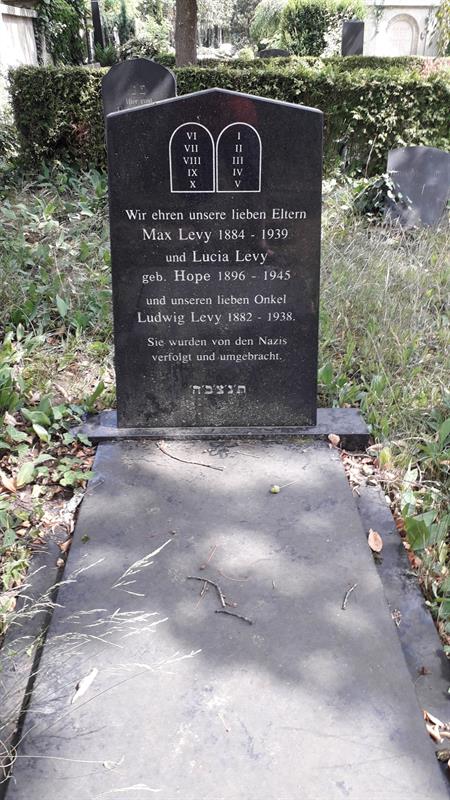 VI I
VII II
VIII III
IX IV
X V
Wir ehren unsere lieben Eltern
Max Levy 1884 - 1939
und Lucia Levy
geb. Hope 1896 - 1945
und unseren lieben Onkel
Ludwig Levy 1882 - 1938.
Sie wurden von den Nazis
verfolgt und umgebracht.
ת׳נ׳צ׳ב׳ה